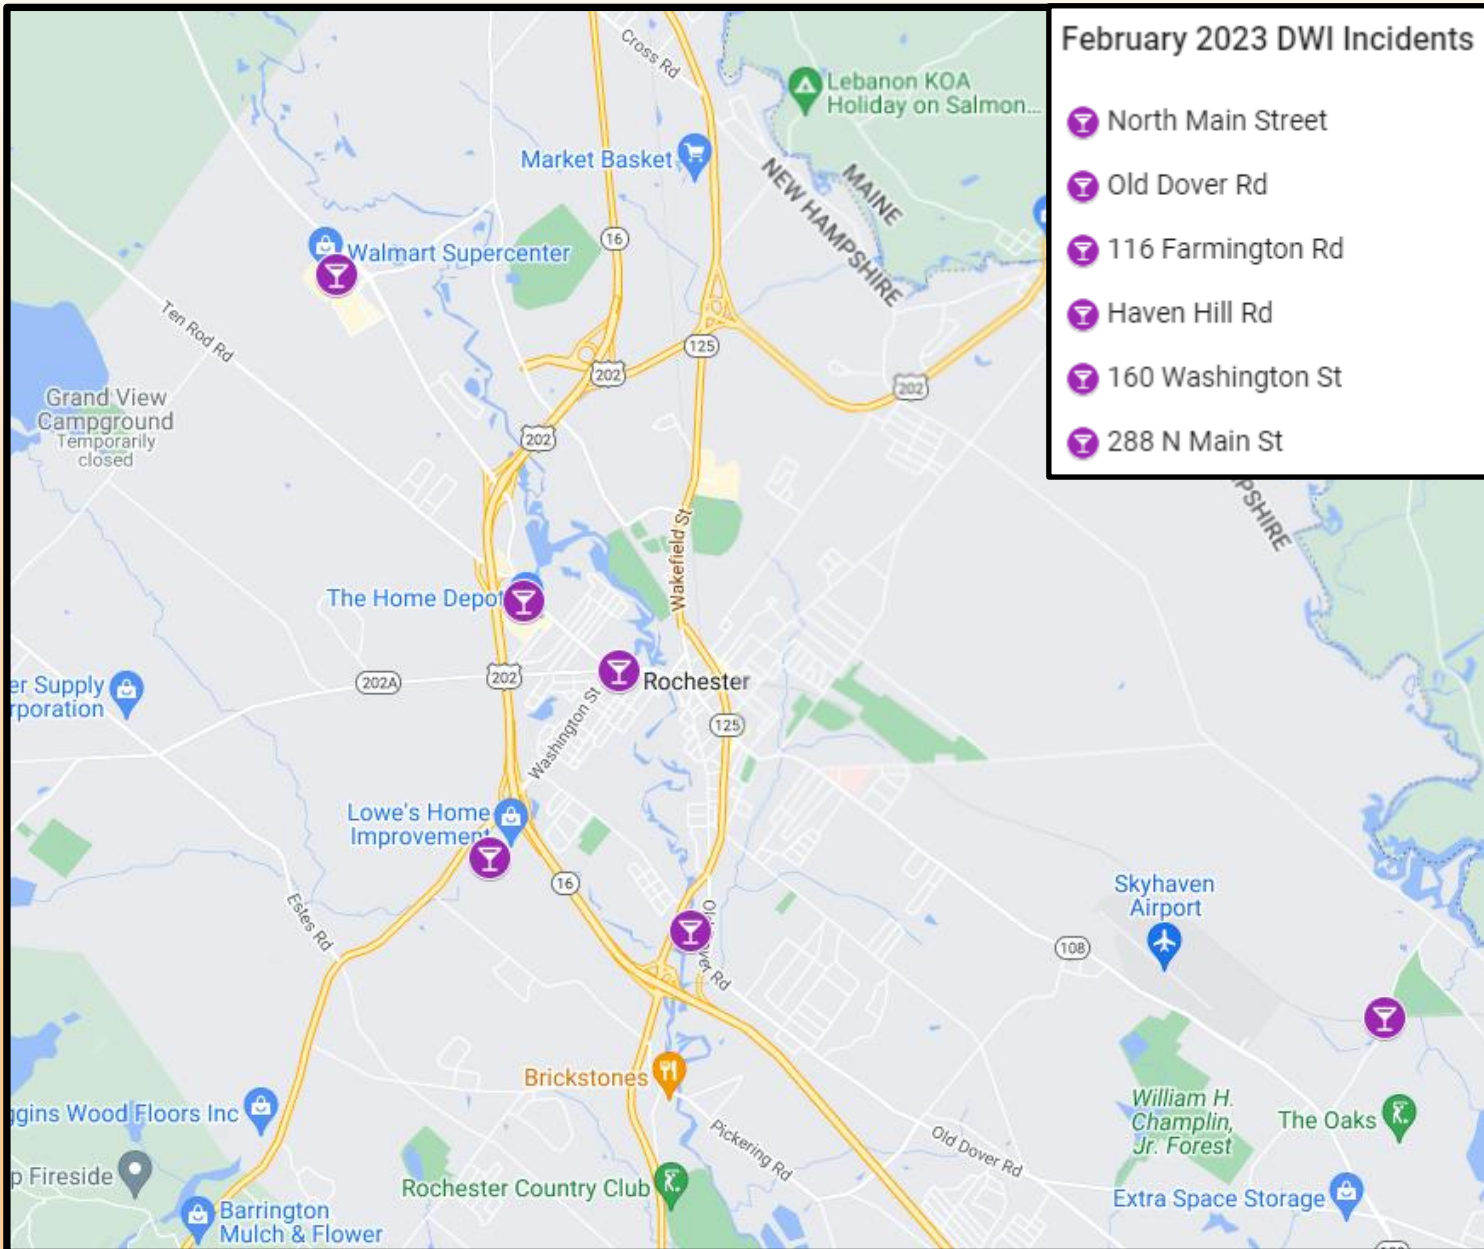 February 2023 DWI Incidents
North Main Street
Old Dover Rd
116 Farmington Rd
Haven Hill Rd
160 Washington St
288 N Main St
Cross Rd
Lebanon KOA
Holiday on Salmon...
Market Basket
MAINE
NEW HAMPSHIRE
16
Walmart Supercenter
Ten Rod Rd
125
202
202
Grand View
Campground
Temporarily
closed
202
PSHIRE
Wakefield St
The Home Depot
202A
202
Rochester
er Supply
rporation
Washington St
125
Lowe's Home
Improvement
16
Estes Rd
Skyhaven
Airport
108
Rd
Brickstones
William H.
Champlin,
Jr. Forest
The Oaks
ggins Wood Floors Inc
Pickering Rd
Old Dover Rd
p Fireside
Rochester Country Club
Extra Space Storage
Barrington
Mulch & Flower